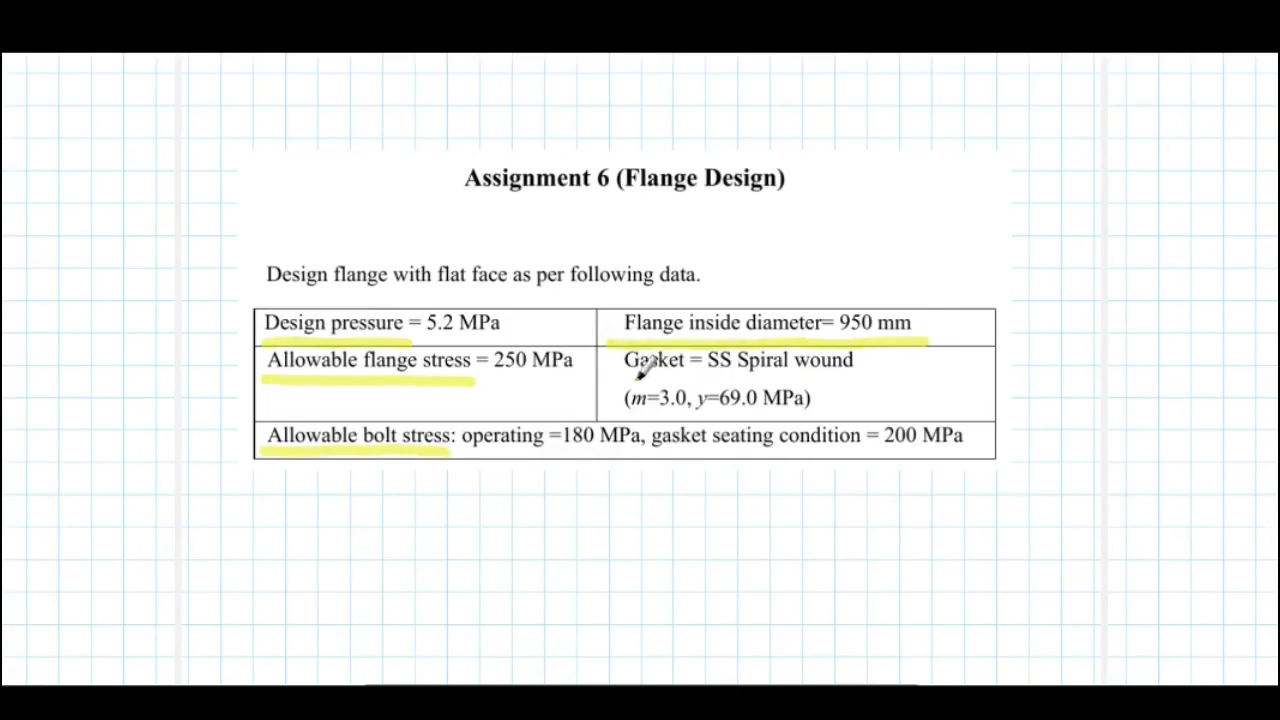 Assignment 6 (Flange Design)
Design flange with flat face as per following data.
Design pressure = 5.2 MPa
Flange inside diameter= 950 mm
Allowable flange stress = 250 MPa
Gasket = SS Spiral wound
(m=3.0, y=69.0 MPa)
Allowable bolt stress: operating =180 MPa, gasket seating condition = 200 MPa